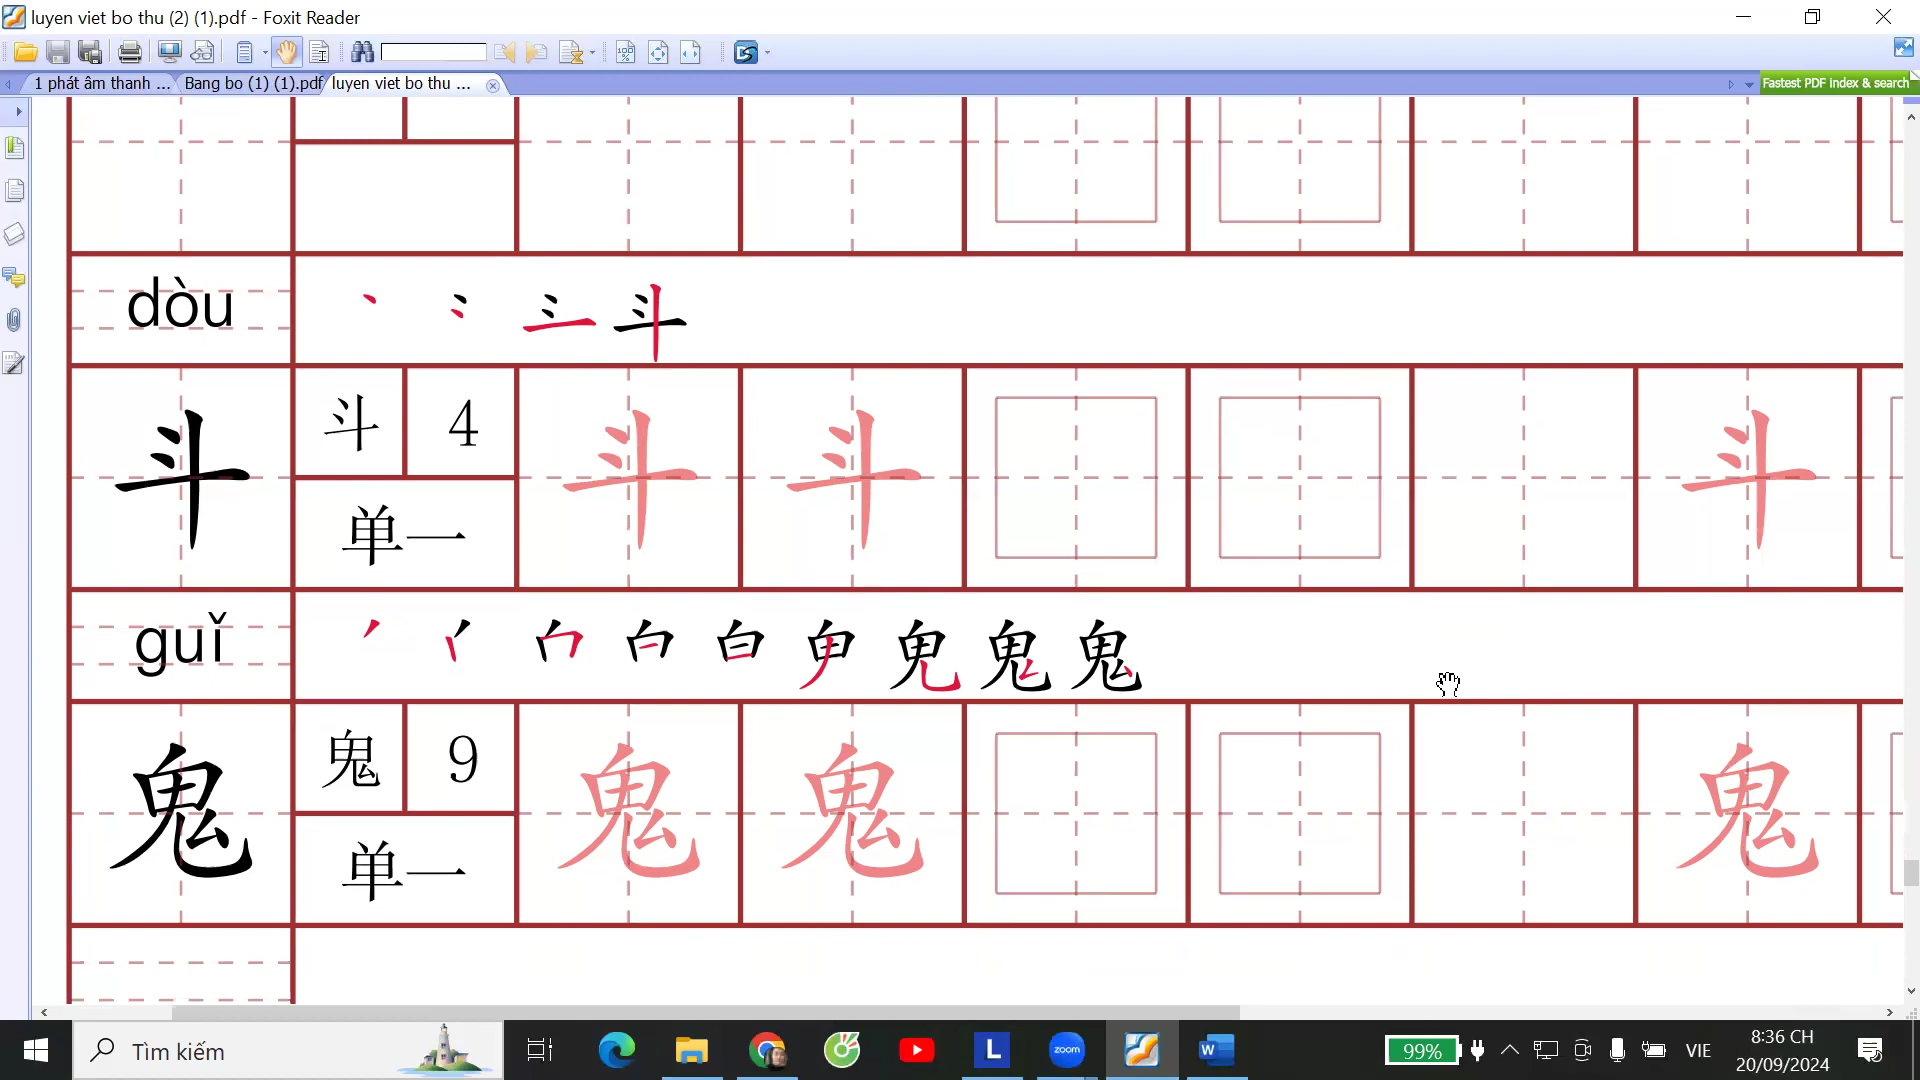 luyen viet bo thu (2) (1).pdf - Foxit Reader
1 phát âm thanh ...
Bang bo (1) (1).pdf
luyen viet bo thu ...
Fastest PDF index & search
dòu
斗
斗 4
斗 斗 斗
单一
guǐ
鬼
鬼 9
鬼 鬼 鬼
单一
Tìm kiếm
L
zoom
W
99%
VIE
8:36 CH
20/09/2024